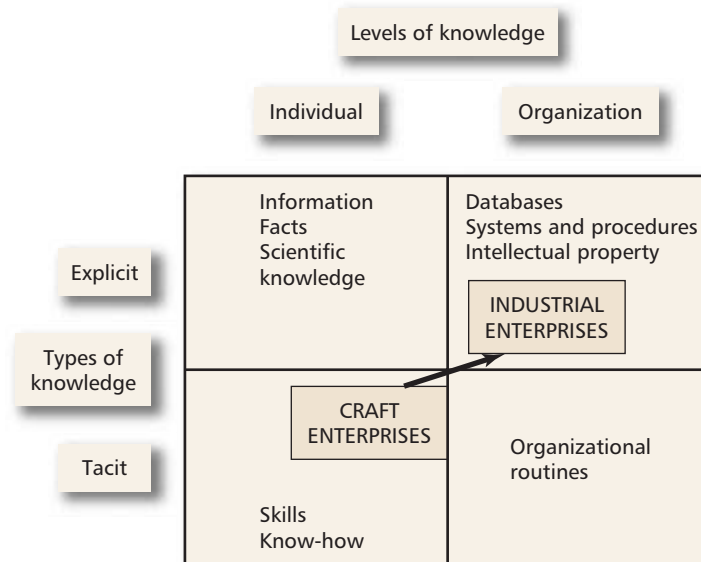 Levels of knowledge
Individual
Organization
Explicit
Types of
knowledge
Tacit
Information
Facts
Scientific
knowledge
Databases
Systems and procedures
Intellectual property
INDUSTRIAL
ENTERPRISES
CRAFT
ENTERPRISES
Skills
Know-how
Organizational
routines